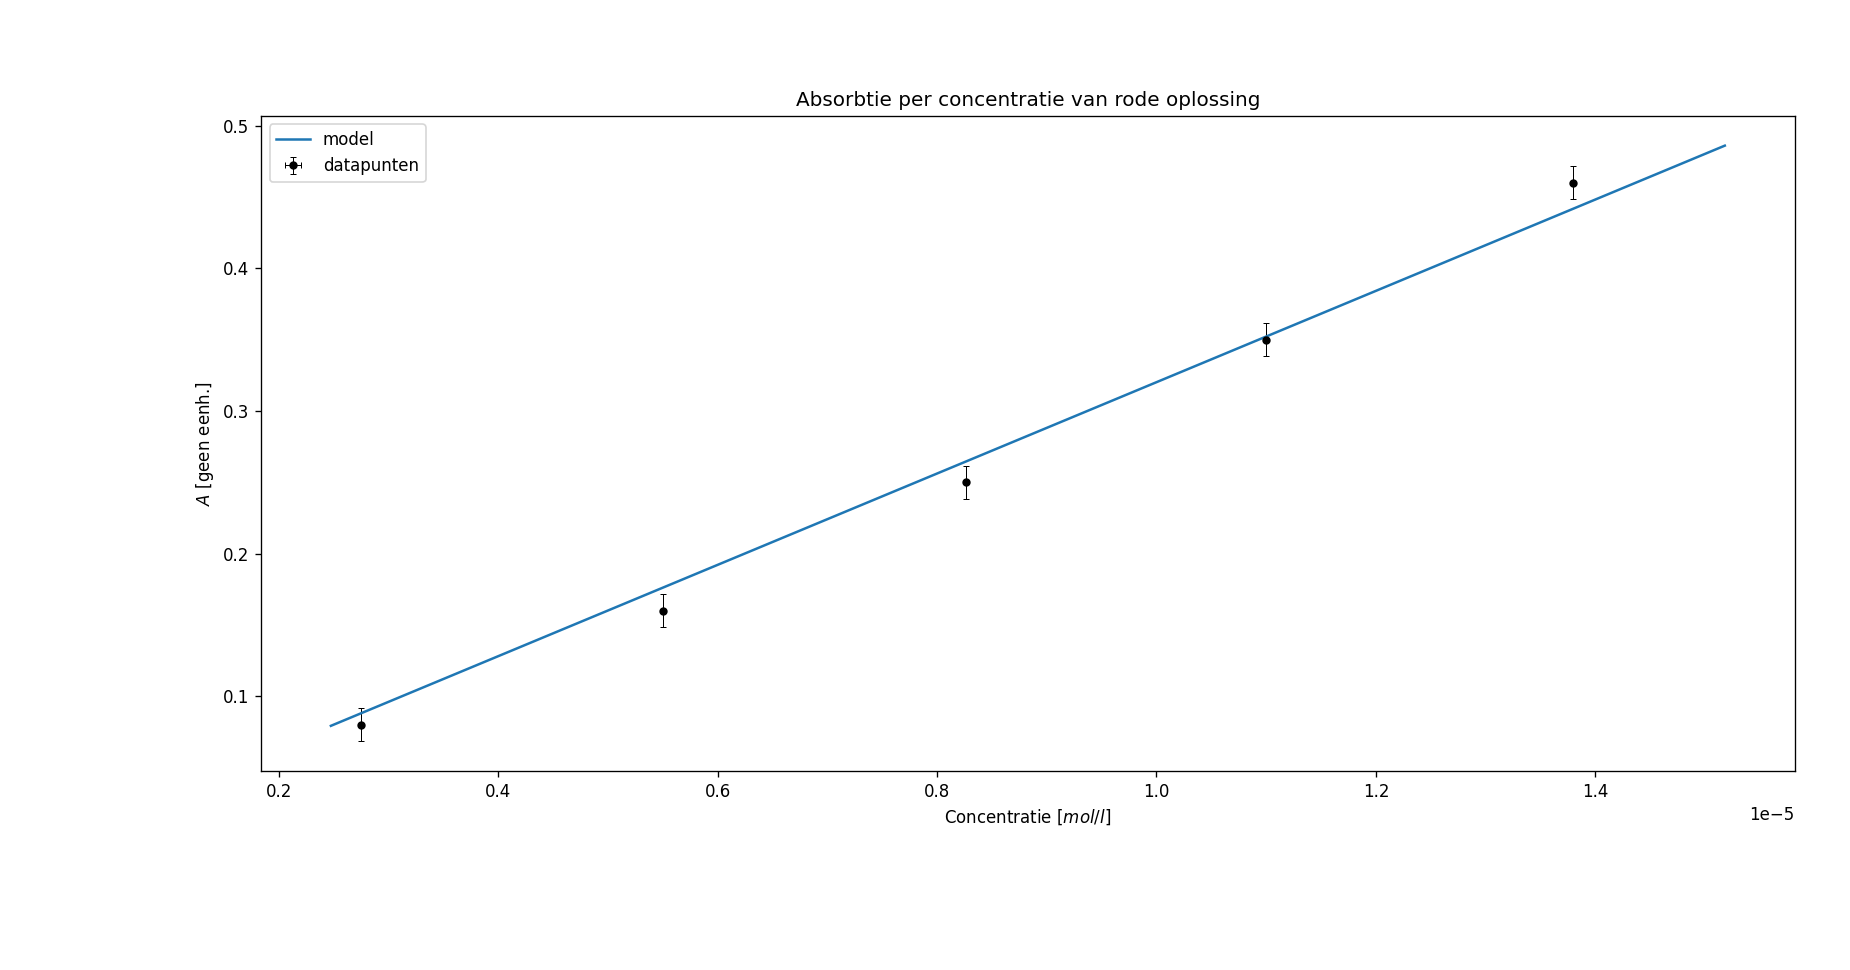 Absorbtie per concentratie van rode oplossing
model
datapunten
0.5
0.4
0.3
0.2
0.1
A [geen eenh.]
0.2 0.4 0.6 0.8 1.0 1.2 1.4
1e−5
Concentratie [mol/l]